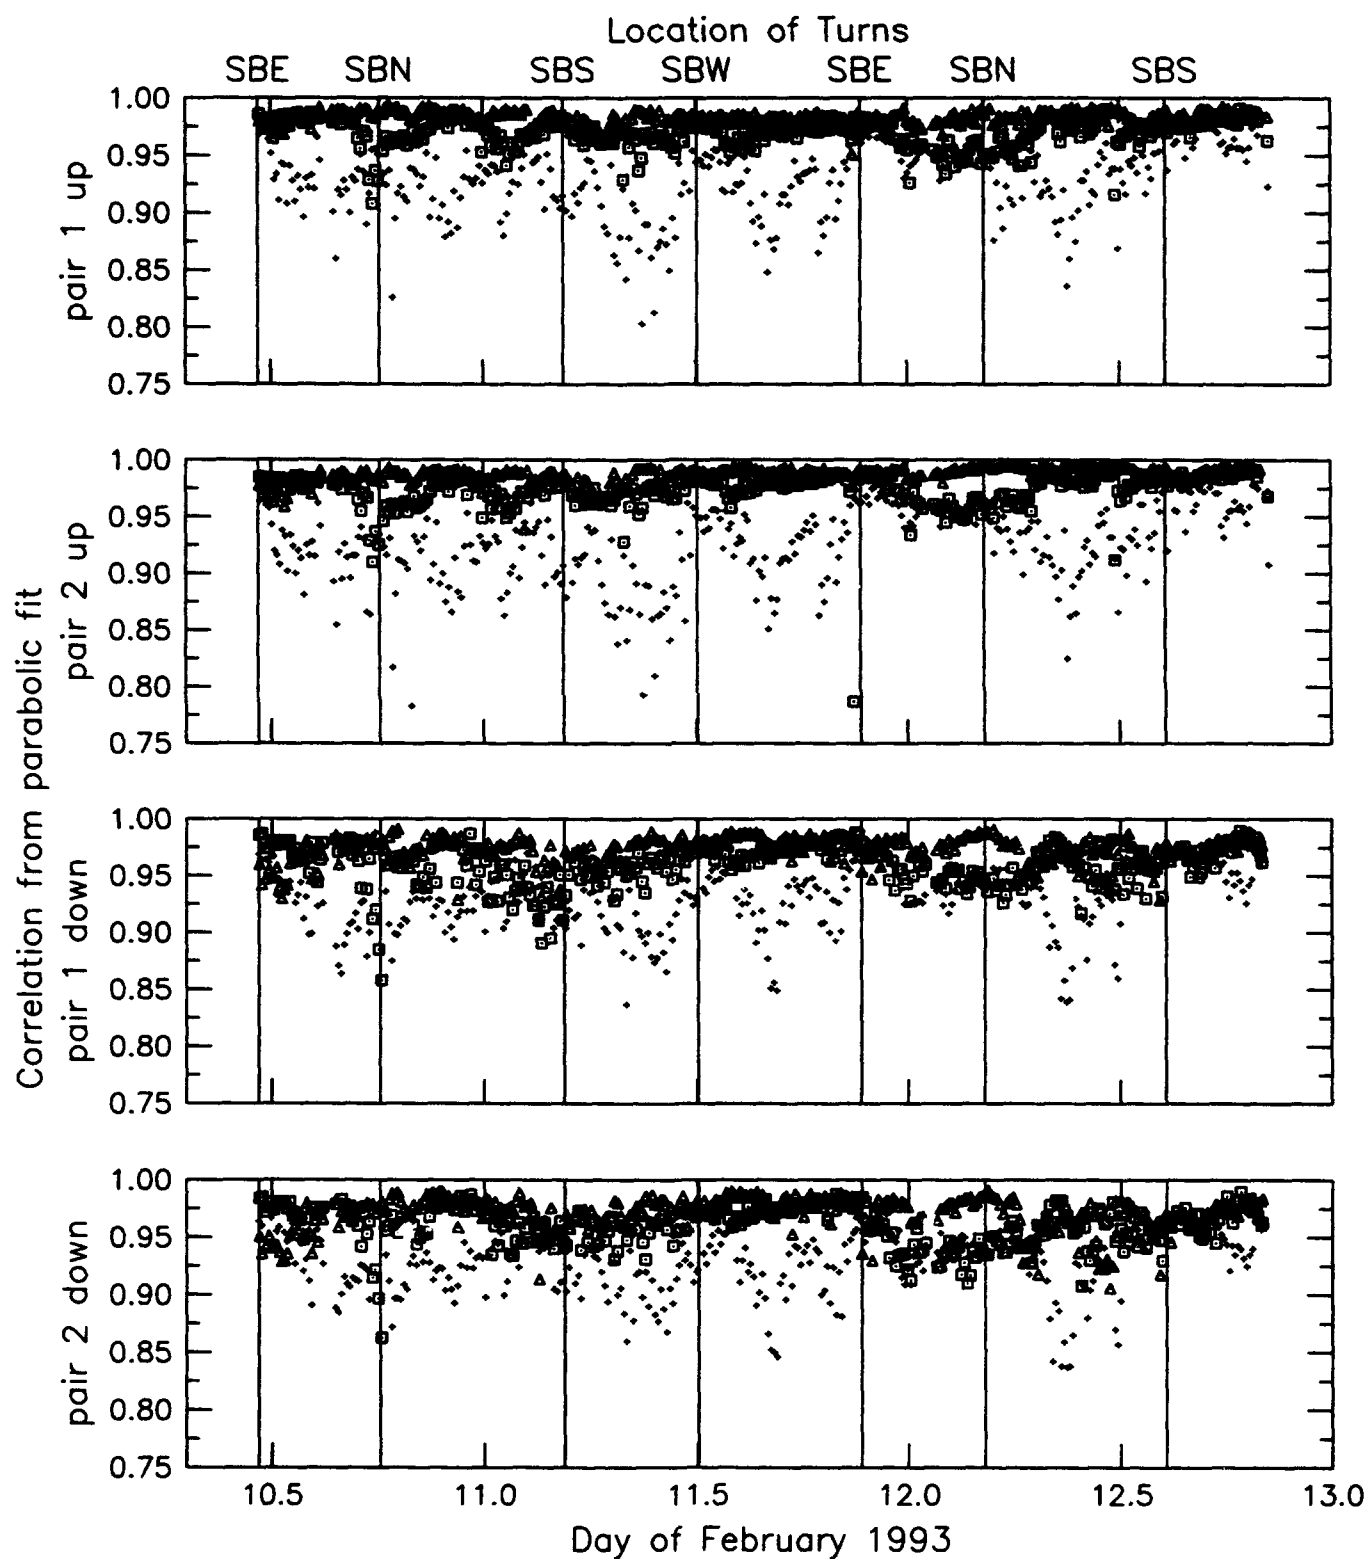 Location of Turns
SBE SBN SBS SBW SBE SBN SBS
1.00
0.95
0.90
0.85
0.80
0.75
pair 1 up
1.00
0.95
0.90
0.85
0.80
0.75
pair 2 up
1.00
0.95
0.90
0.85
0.80
0.75
pair 1 down
1.00
0.95
0.90
0.85
0.80
0.75
pair 2 down
Correlation from parabolic fit
10.5 11.0 11.5 12.0 12.5 13.0
Day of February 1993